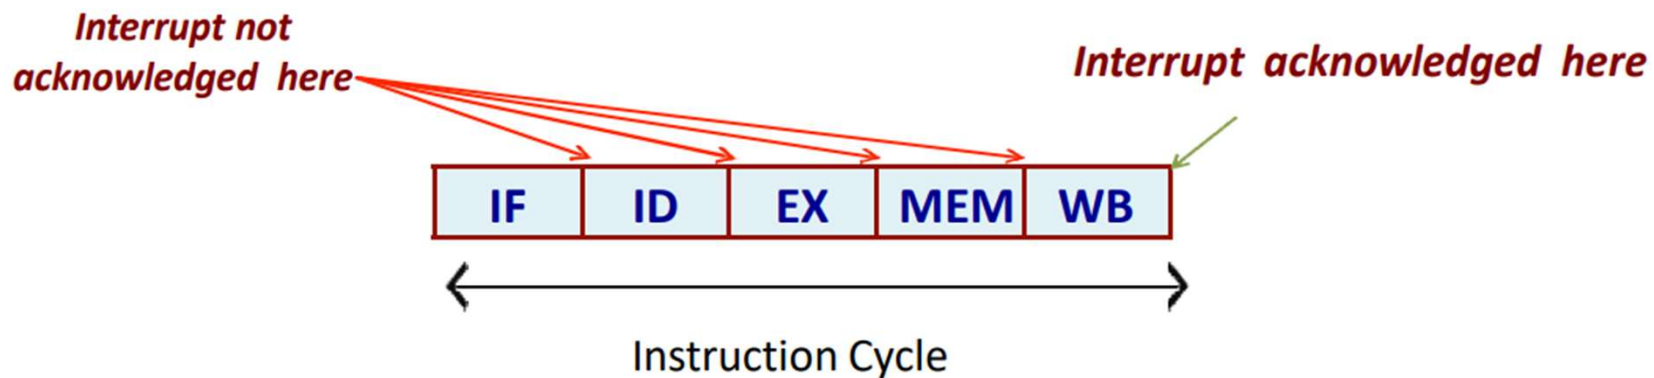 Interrupt not
acknowledged here
Interrupt acknowledged here
IF ID EX MEM WB
Instruction Cycle